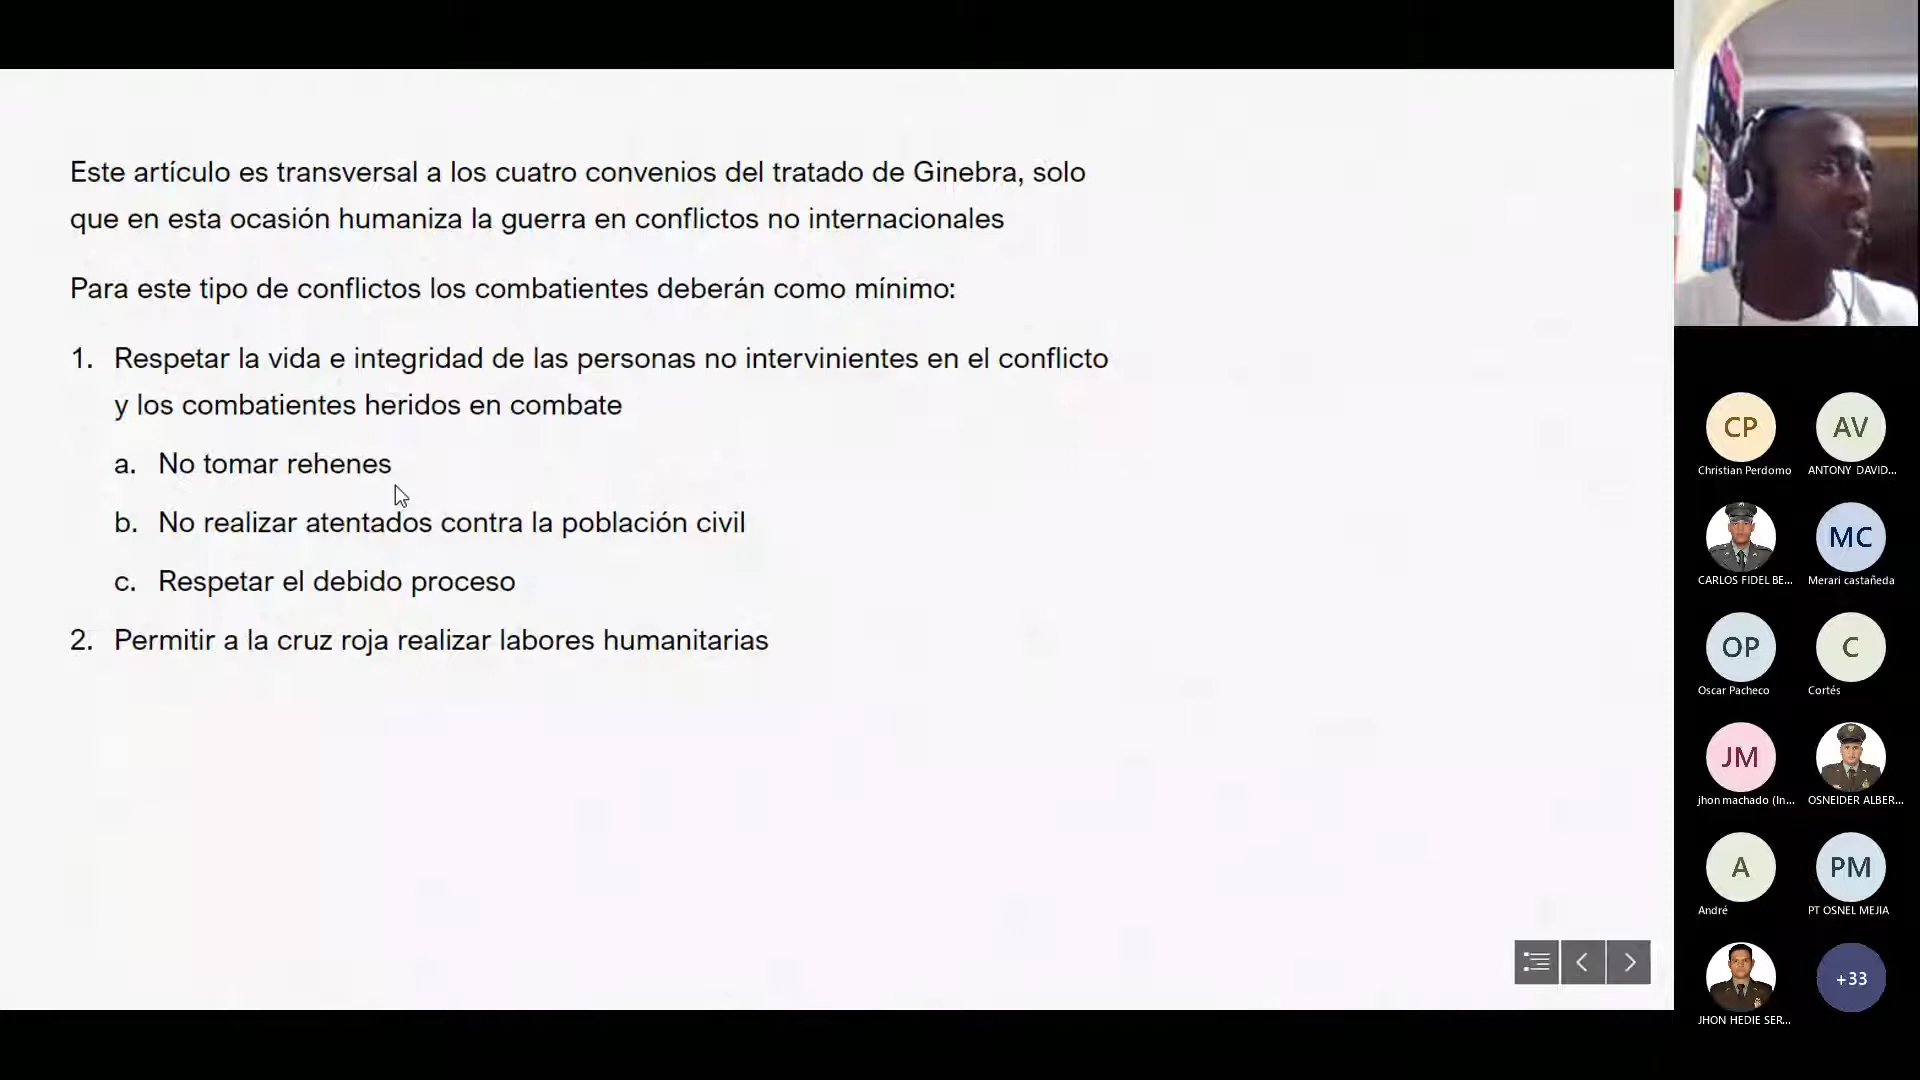 Este artículo es transversal a los cuatro convenios del tratado de Ginebra, solo
que en esta ocasión humaniza la guerra en conflictos no internacionales
Para este tipo de conflictos los combatientes deberán como mínimo:
1. Respetar la vida e integridad de las personas no intervinientes en el conflicto
y los combatientes heridos en combate
a. No tomar rehenes
b. No realizar atentados contra la población civil
c. Respetar el debido proceso
2. Permitir a la cruz roja realizar labores humanitarias
CP
AV
Christian Perdomo
ANTONY DAVID...
MC
CARLOS FIDEL BE...
Merari castañeda
OP
C
Oscar Pacheco
Cortés
JM
jhon machado (In...
OSNEIDER ALBER...
A
PM
André
PT OSNEL MEJIA
+33
JHON HEDIE SER...